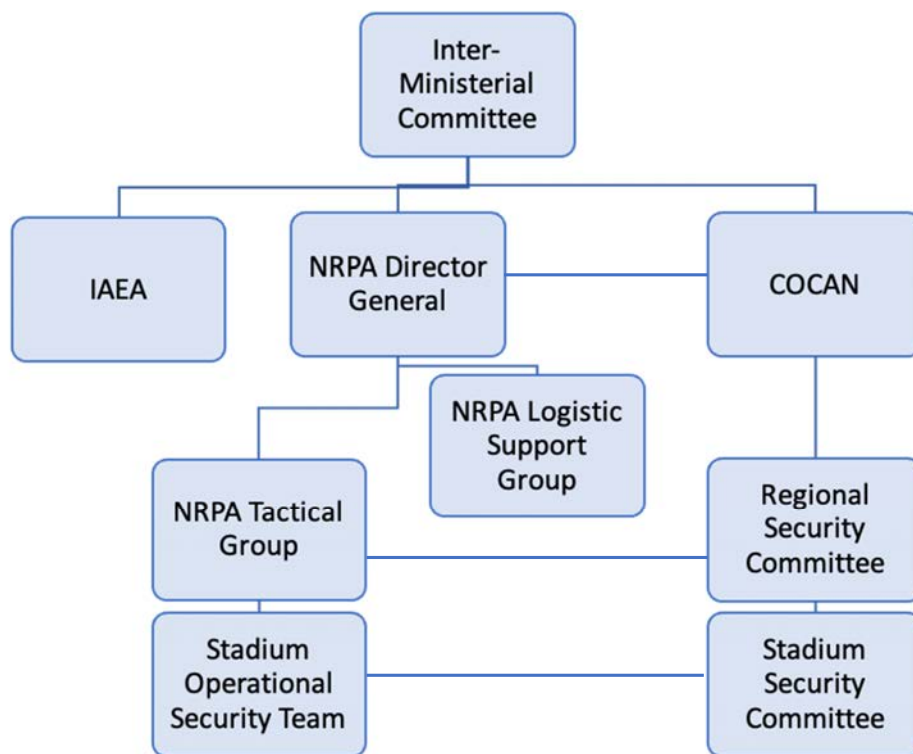 Inter-
Ministerial
Committee
IAEA
NRPA Director
General
COCAN
NRPA Logistic
Support
Group
NRPA Tactical
Group
Regional
Security
Committee
Stadium
Operational
Security Team
Stadium
Security
Committee